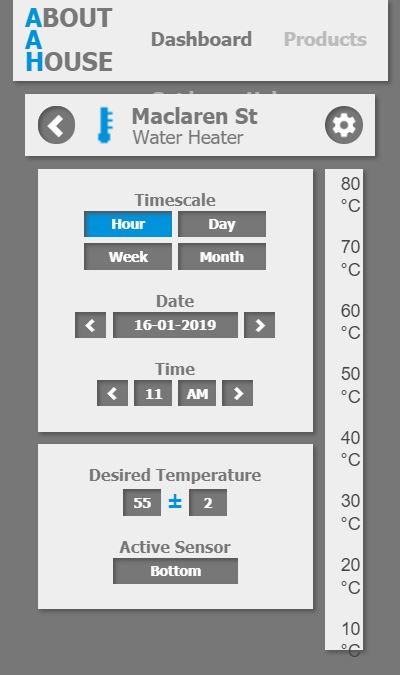 ABOUT
A
HOUSE
Dashboard Products
Maclaren St
Water Heater
Timescale
Hour Day
Week Month
Date
16-01-2019
Time
11 AM
Desired Temperature
55 ± 2
Active Sensor
Bottom
80
°C
70
°C
60
°C
50
°C
40
°C
30
°C
20
°C
10
°C